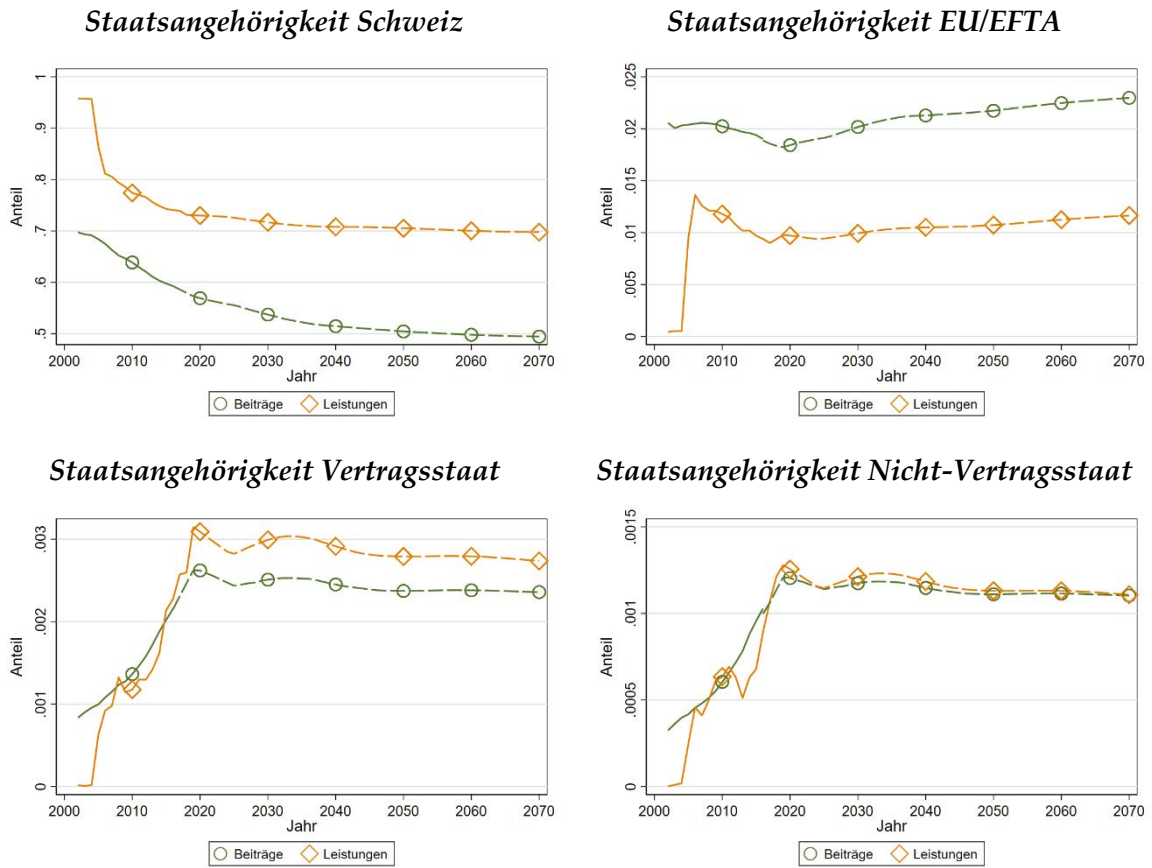 Staatsangehörigkeit Schweiz
Anteil
1
.9
.8
.7
.6
.5
2000 2010 2020 2030 2040 2050 2060 2070
Jahr
Beiträge Leistungen
Staatsangehörigkeit EU/EFTA
Anteil
.025
.02
.015
.01
.005
0
2000 2010 2020 2030 2040 2050 2060 2070
Jahr
Beiträge Leistungen
Staatsangehörigkeit Vertragsstaat
Anteil
.003
.002
.001
0
2000 2010 2020 2030 2040 2050 2060 2070
Jahr
Beiträge Leistungen
Staatsangehörigkeit Nicht-Vertragsstaat
Anteil
.0015
.001
.0005
0
2000 2010 2020 2030 2040 2050 2060 2070
Jahr
Beiträge Leistungen